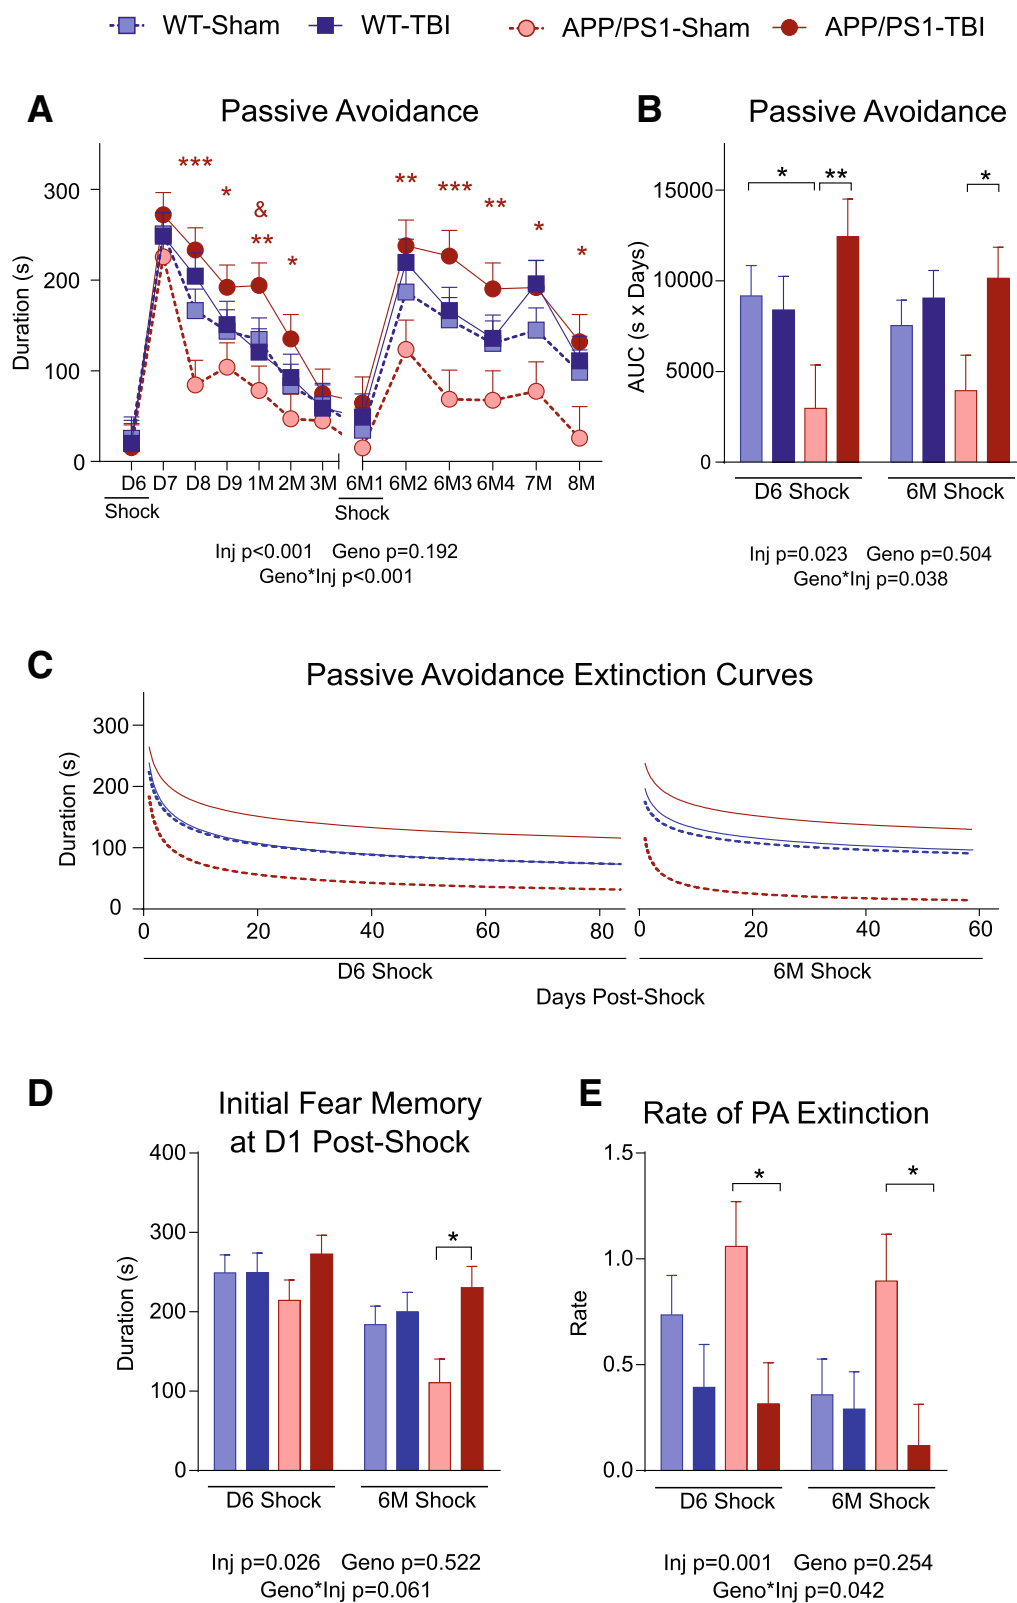 WT-Sham WT-TBI APP/PS1-Sham APP/PS1-TBI
A Passive Avoidance
Duration (s)
300
200
100
0
*** * & ** * ** *** ** * *
D6 D7 D8 D9 1M 2M 3M 6M1 6M2 6M3 6M4 7M 8M
Shock Shock
Inj p<0.001 Geno p=0.192
Geno*Inj p<0.001
B Passive Avoidance
AUC (s x Days)
15000
10000
5000
0
* ** *
D6 Shock 6M Shock
Inj p=0.023 Geno p=0.504
Geno*Inj p=0.038
C Passive Avoidance Extinction Curves
Duration (s)
300
200
100
0
0 20 40 60 80 0 20 40 60
D6 Shock 6M Shock
Days Post-Shock
D Initial Fear Memory
at D1 Post-Shock
Duration (s)
400
300
200
100
0
*
D6 Shock 6M Shock
Inj p=0.026 Geno p=0.522
Geno*Inj p=0.061
E Rate of PA Extinction
Rate
1.5
1.0
0.5
0.0
* *
D6 Shock 6M Shock
Inj p=0.001 Geno p=0.254
Geno*Inj p=0.042